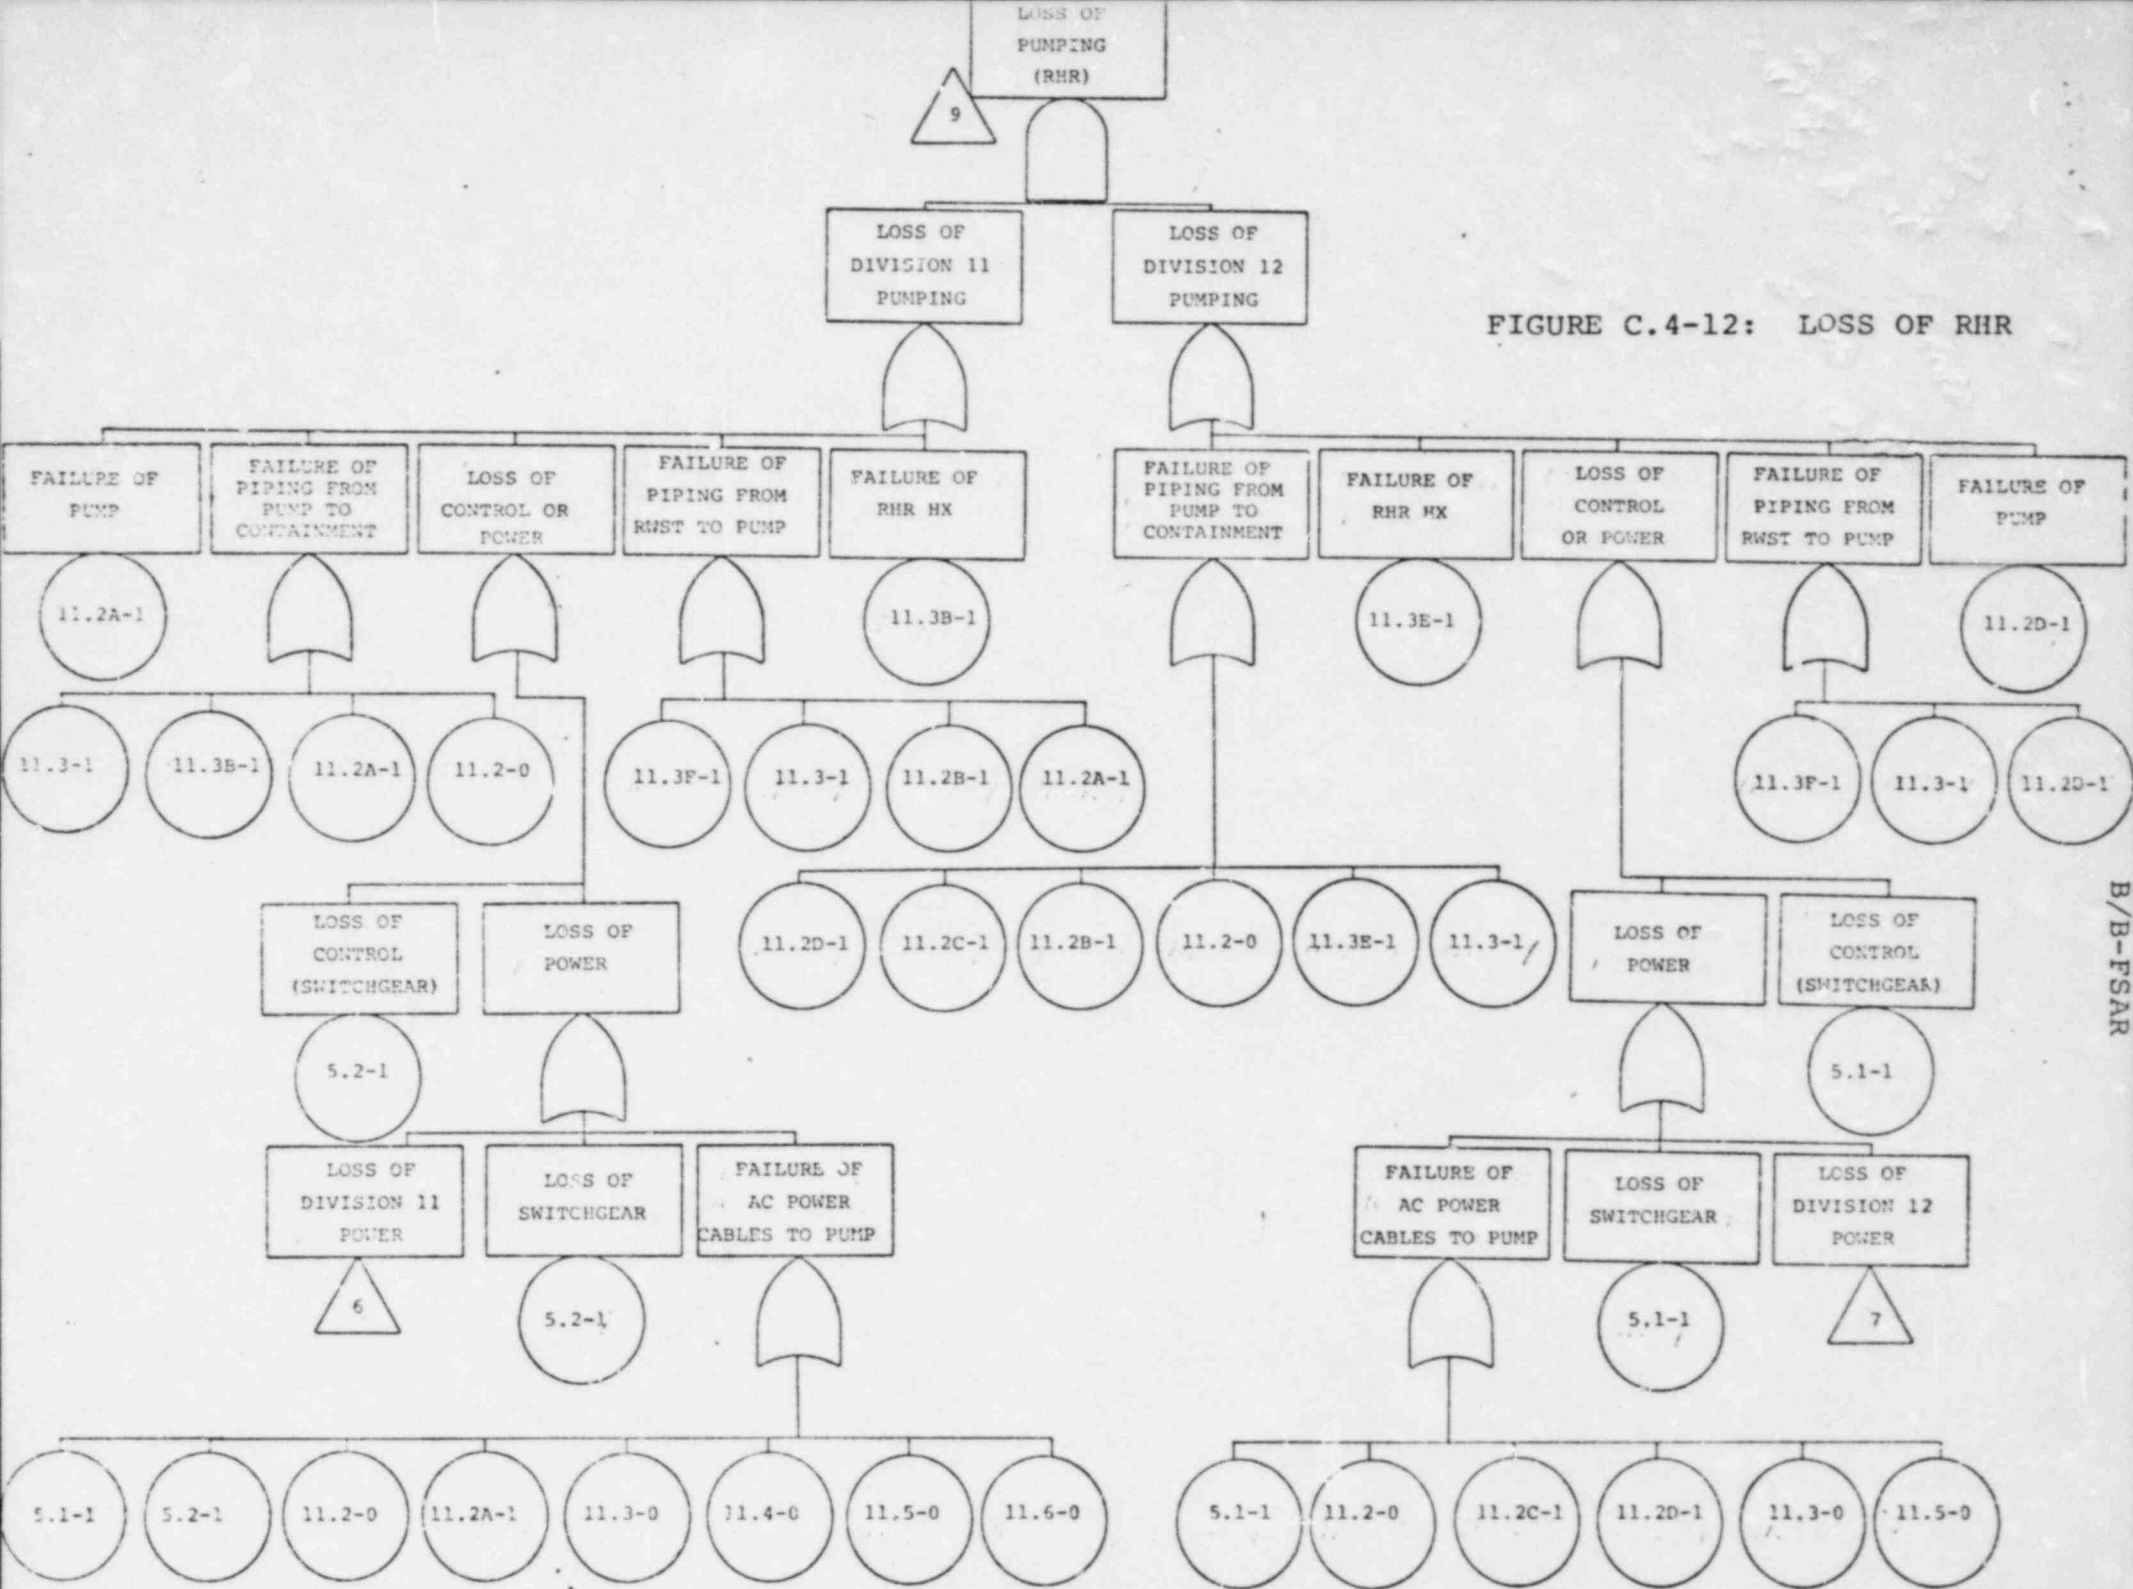 LOSS OF
PUMPING
(RHR)
9
LOSS OF
DIVISION 11
PUMPING
LOSS OF
DIVISION 12
PUMPING
FIGURE C.4-12: LOSS OF RHR
FAILURE OF
PUMP
FAILURE OF
PIPING FROM
PUMP TO
CONTAINMENT
LOSS OF
CONTROL OR
POWER
FAILURE OF
PIPING FROM
RWST TO PUMP
FAILURE OF
RHR HX
FAILURE OF
PIPING FROM
PUMP TO
CONTAINMENT
FAILURE OF
RHR HX
LOSS OF
CONTROL
OR POWER
FAILURE OF
PIPING FROM
RWST TO PUMP
FAILURE OF
PUMP
11.2A-1
11.3B-1
11.3E-1
11.2D-1
11.3-1
11.3B-1
11.2A-1
11.2-0
11.3F-1
11.3-1
11.2B-1
11.2A-1
11.3F-1
11.3-1
11.2D-1
LOSS OF
CONTROL
(SWITCHGEAR)
LOSS OF
POWER
11.2D-1
11.2C-1
11.2B-1
11.2-0
11.3E-1
11.3-1
LOSS OF
POWER
LOSS OF
CONTROL
(SWITCHGEAR)
B/B-FSAR
5.2-1
5.1-1
LOSS OF
DIVISION 11
POWER
LOSS OF
SWITCHGEAR
FAILURE OF
AC POWER
CABLES TO PUMP
FAILURE OF
AC POWER
CABLES TO PUMP
LOSS OF
SWITCHGEAR
LOSS OF
DIVISION 12
POWER
6
5.2-1
5.1-1
7
5.1-1
5.2-1
11.2-0
11.2A-1
11.3-0
11.4-0
11.5-0
11.6-0
5.1-1
11.2-0
11.2C-1
11.2D-1
11.3-0
11.5-0